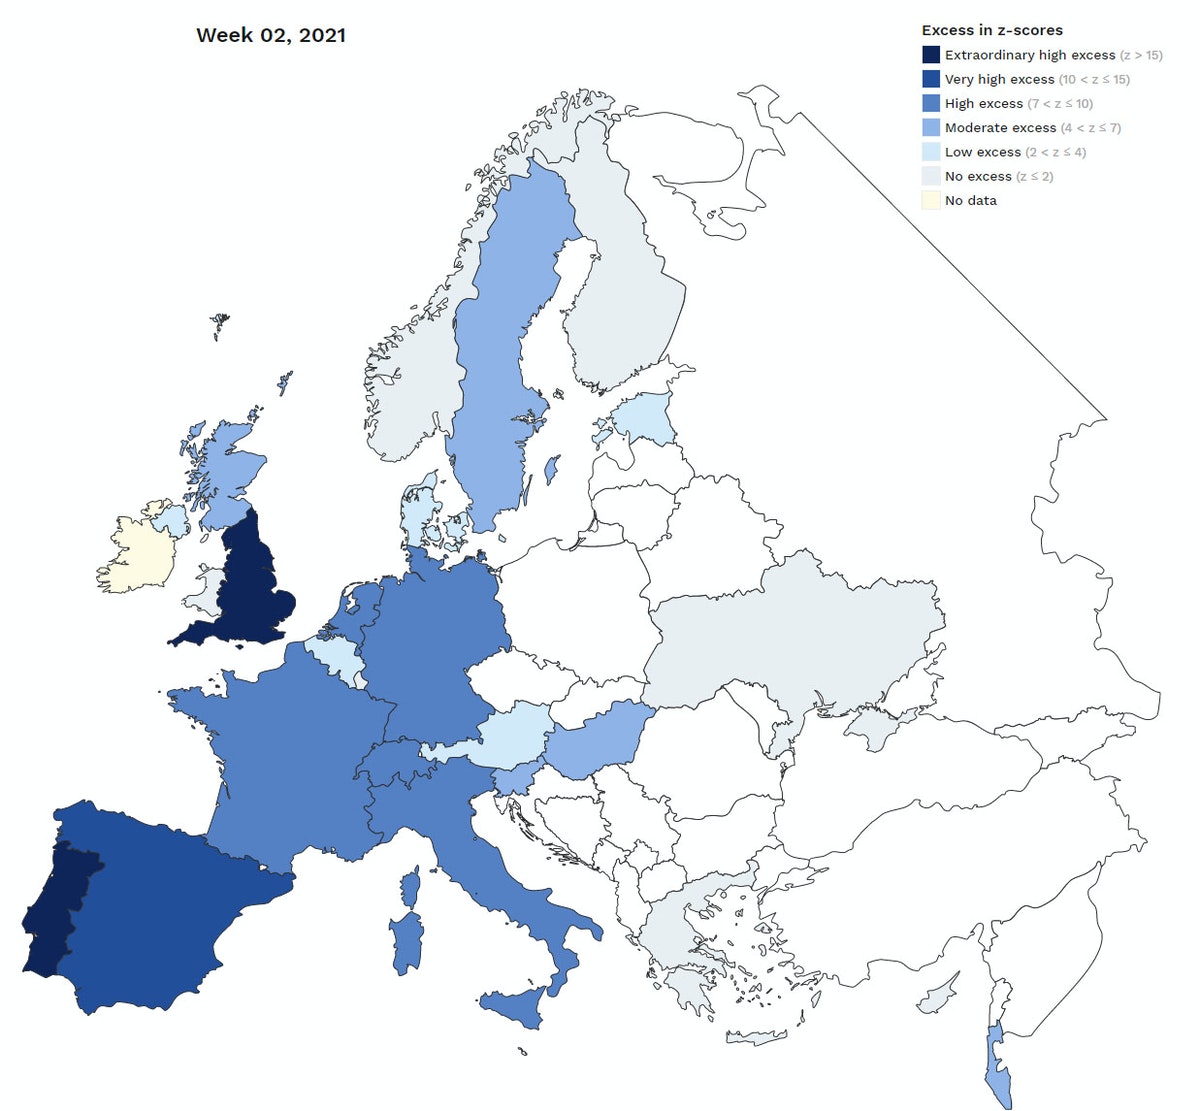 Week 02, 2021
Excess in z-scores
Extraordinary high excess (z > 15)
Very high excess (10 < z ≤ 15)
High excess (7 < z ≤ 10)
Moderate excess (4 < z ≤ 7)
Low excess (2 < z ≤ 4)
No excess (z ≤ 2)
No data